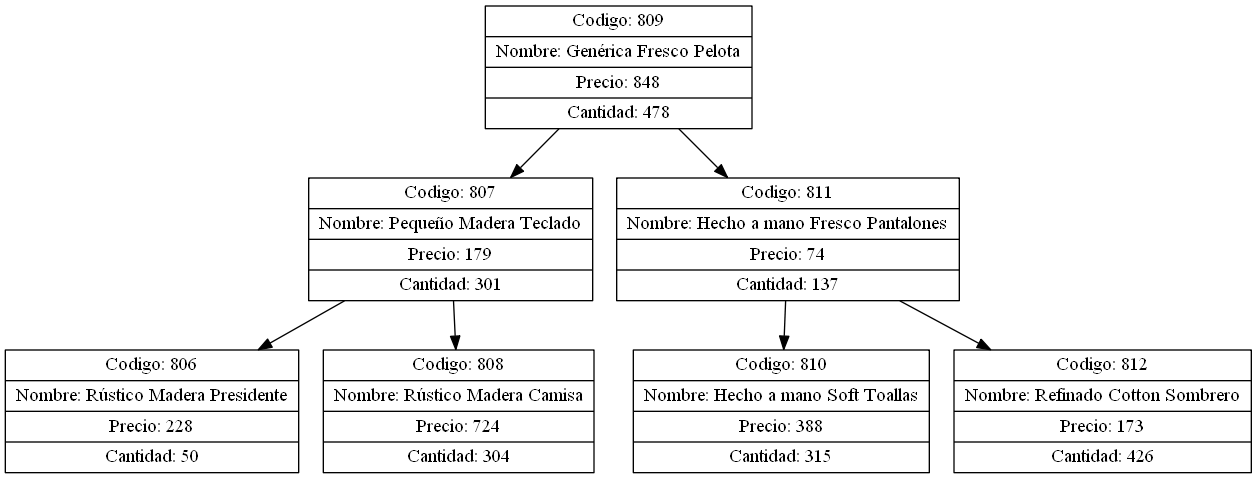 Codigo: 809
Nombre: Genérica Fresco Pelota
Precio: 848
Cantidad: 478
Codigo: 807
Nombre: Pequeño Madera Teclado
Precio: 179
Cantidad: 301
Codigo: 811
Nombre: Hecho a mano Fresco Pantalones
Precio: 74
Cantidad: 137
Codigo: 806
Nombre: Rústico Madera Presidente
Precio: 228
Cantidad: 50
Codigo: 808
Nombre: Rústico Madera Camisa
Precio: 724
Cantidad: 304
Codigo: 810
Nombre: Hecho a mano Soft Toallas
Precio: 388
Cantidad: 315
Codigo: 812
Nombre: Refinado Cotton Sombrero
Precio: 173
Cantidad: 426